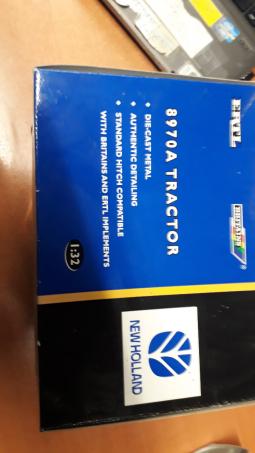 ERTL
BRITAINS
8970A TRACTOR
◆ DIE-CAST METAL
◆ AUTHENTIC DETAILING
◆ STANDARD HITCH COMPATIBLE
WITH BRITAINS AND ERTL IMPLEMENTS
1:32
NEW HOLLAND